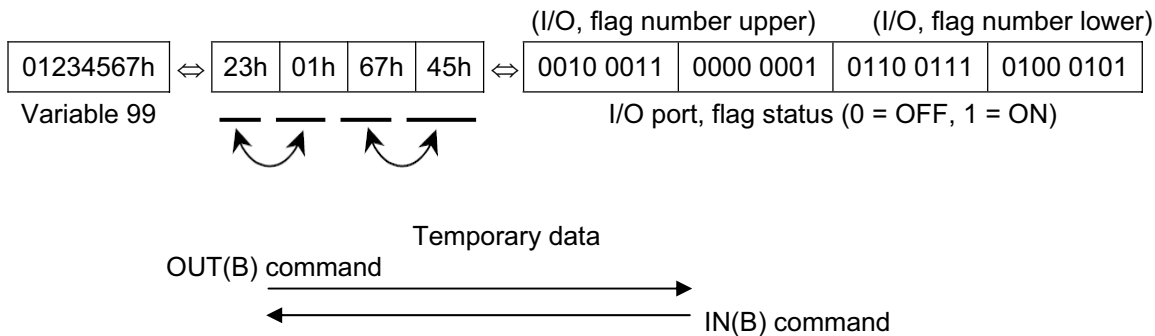 (I/O, flag number upper) (I/O, flag number lower)
01234567h ⇔ 23h 01h 67h 45h ⇔ 0010 0011 0000 0001 0110 0111 0100 0101
Variable 99 I/O port, flag status (0 = OFF, 1 = ON)
Temporary data
OUT(B) command
IN(B) command